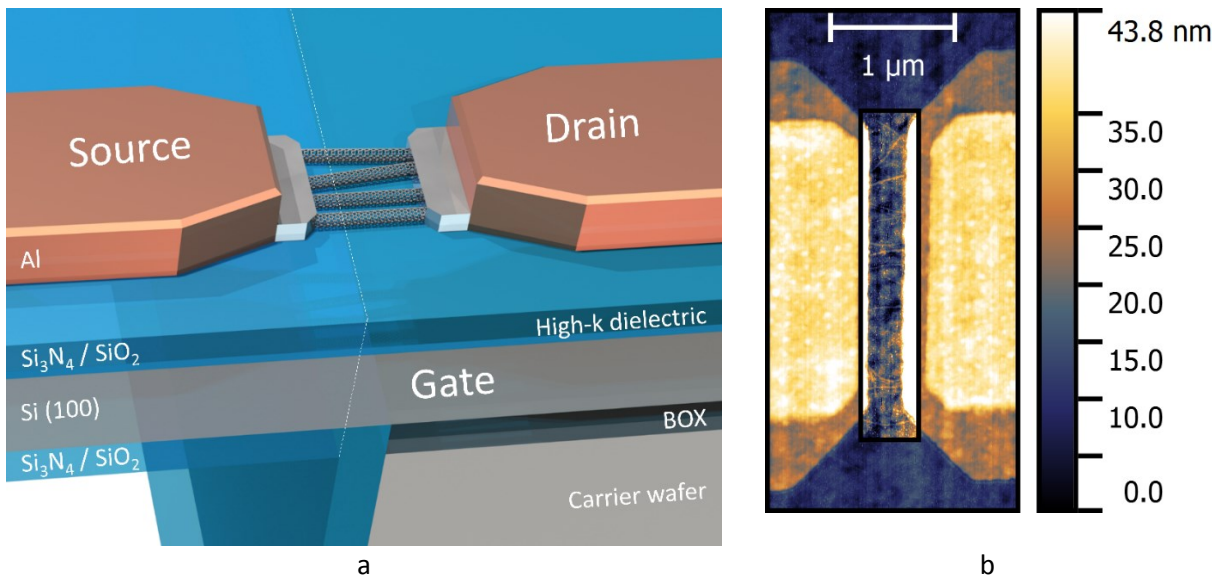 Source
Drain
Al
Si₃N₄ / SiO₂
High-k dielectric
Si (100)
Gate
BOX
Si₃N₄ / SiO₂
Carrier wafer
a
1 µm
43.8 nm
35.0
30.0
25.0
20.0
15.0
10.0
0.0
b